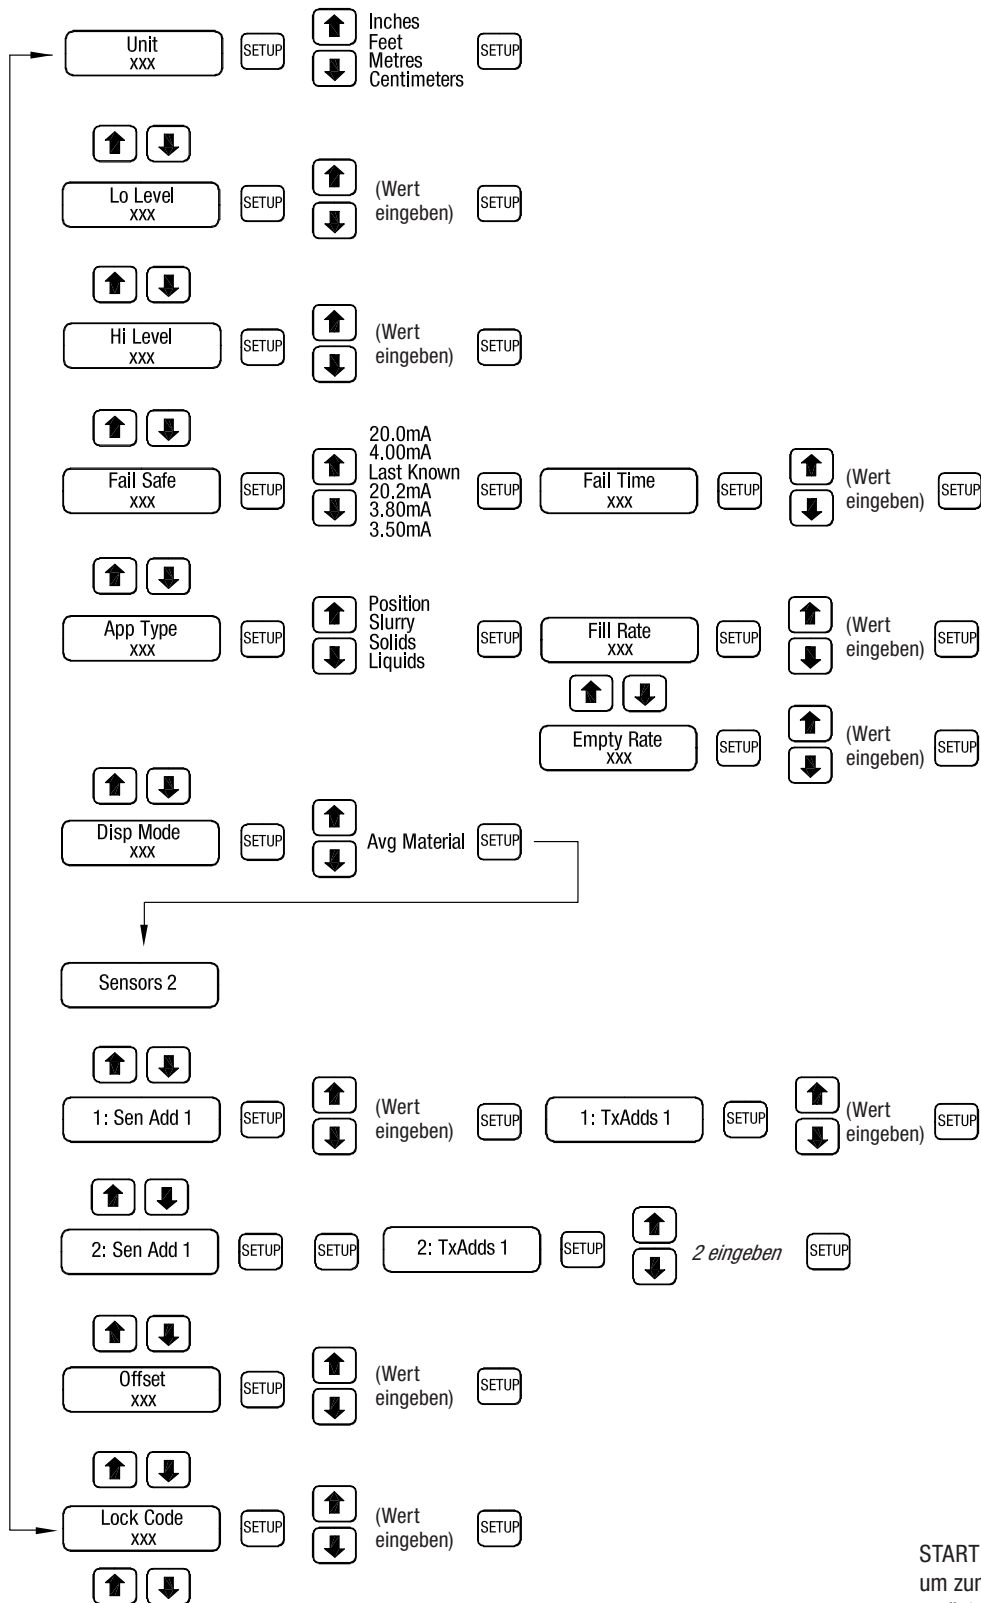 Unit
xxx
SETUP
Inches
Feet
Metres
Centimeters
SETUP
Lo Level
xxx
SETUP
(Wert
eingeben)
SETUP
Hi Level
xxx
SETUP
(Wert
eingeben)
SETUP
Fail Safe
xxx
SETUP
20.0mA
4.00mA
Last Known
20.2mA
3.80mA
3.50mA
SETUP
Fail Time
xxx
SETUP
(Wert
eingeben)
SETUP
App Type
xxx
SETUP
Position
Slurry
Solids
Liquids
SETUP
Fill Rate
xxx
SETUP
(Wert
eingeben)
SETUP
Empty Rate
xxx
SETUP
(Wert
eingeben)
SETUP
Disp Mode
xxx
SETUP
Avg Material
SETUP
Sensors 2
1: Sen Add 1
SETUP
(Wert
eingeben)
SETUP
1: TxAdds 1
SETUP
(Wert
eingeben)
SETUP
2: Sen Add 1
SETUP
SETUP
2: TxAdds 1
SETUP
2 eingeben
SETUP
Offset
xxx
SETUP
(Wert
eingeben)
SETUP
Lock Code
xxx
SETUP
(Wert
eingeben)
SETUP
START
um zur